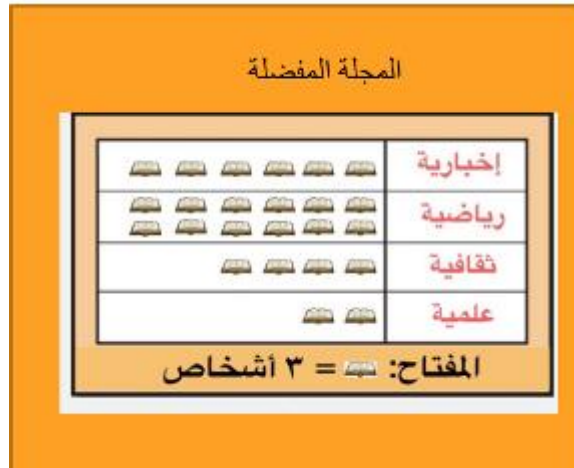 المجلة المفضلة
إخبارية
رياضية
ثقافية
علمية
المفتاح: = ٣ أشخاص